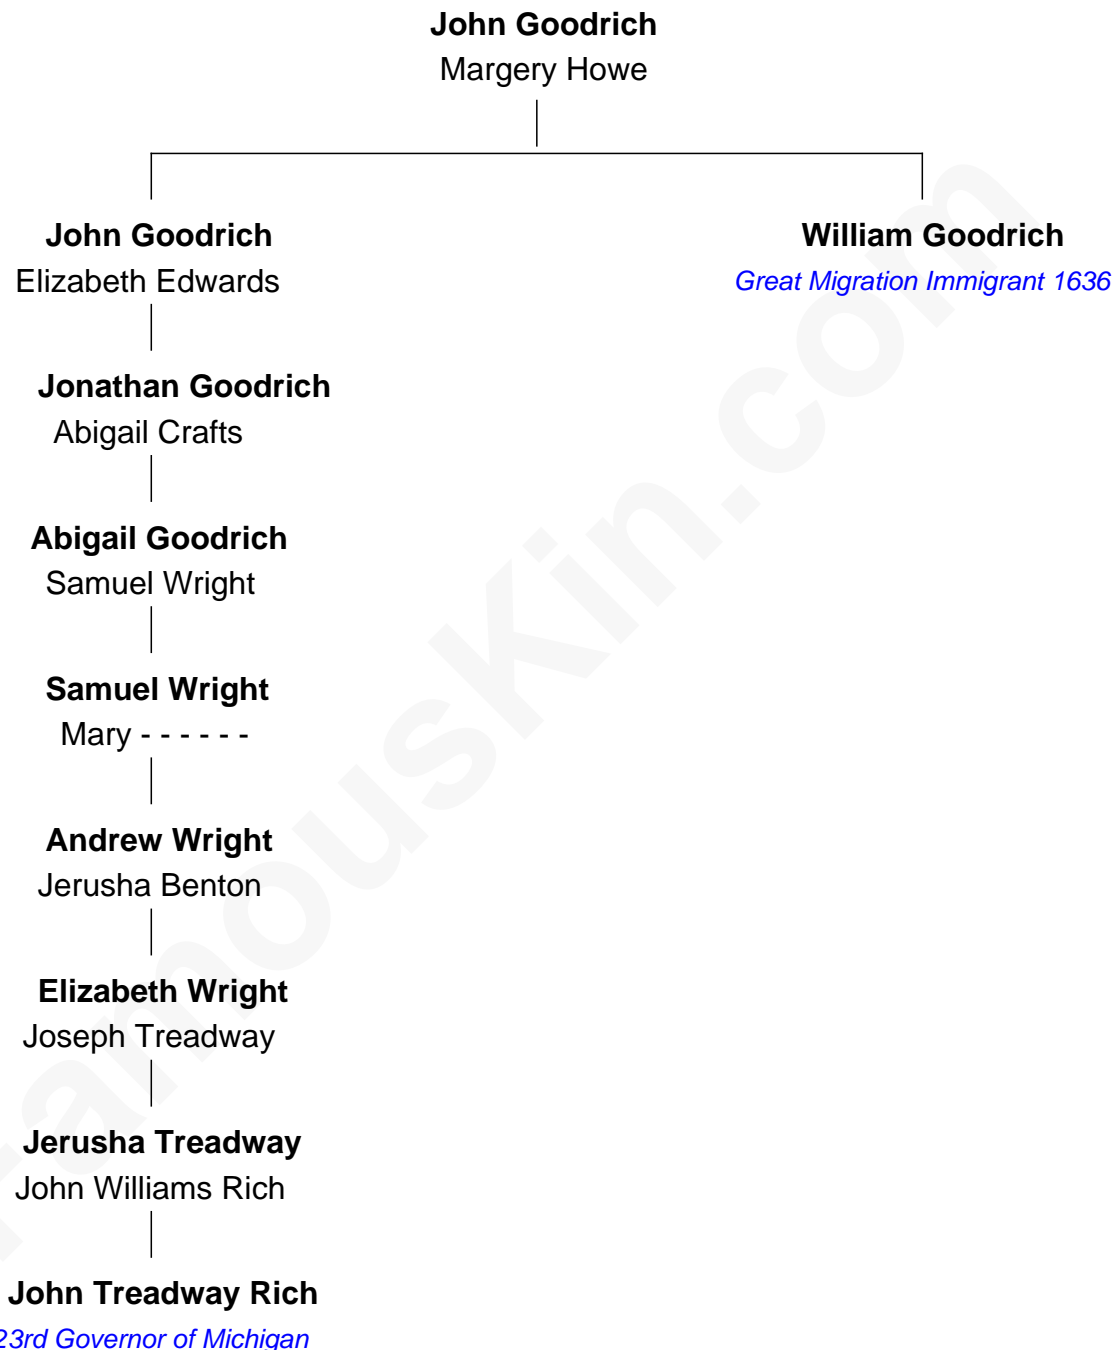 John Goodrich
Margery Howe
John Goodrich
Elizabeth Edwards
William Goodrich
Great Migration Immigrant 1636
Jonathan Goodrich
Abigail Crafts
Abigail Goodrich
Samuel Wright
Samuel Wright
Mary - - - - - -
Andrew Wright
Jerusha Benton
Elizabeth Wright
Joseph Treadway
Jerusha Treadway
John Williams Rich
John Treadway Rich
23rd Governor of Michigan
FamousKin.com